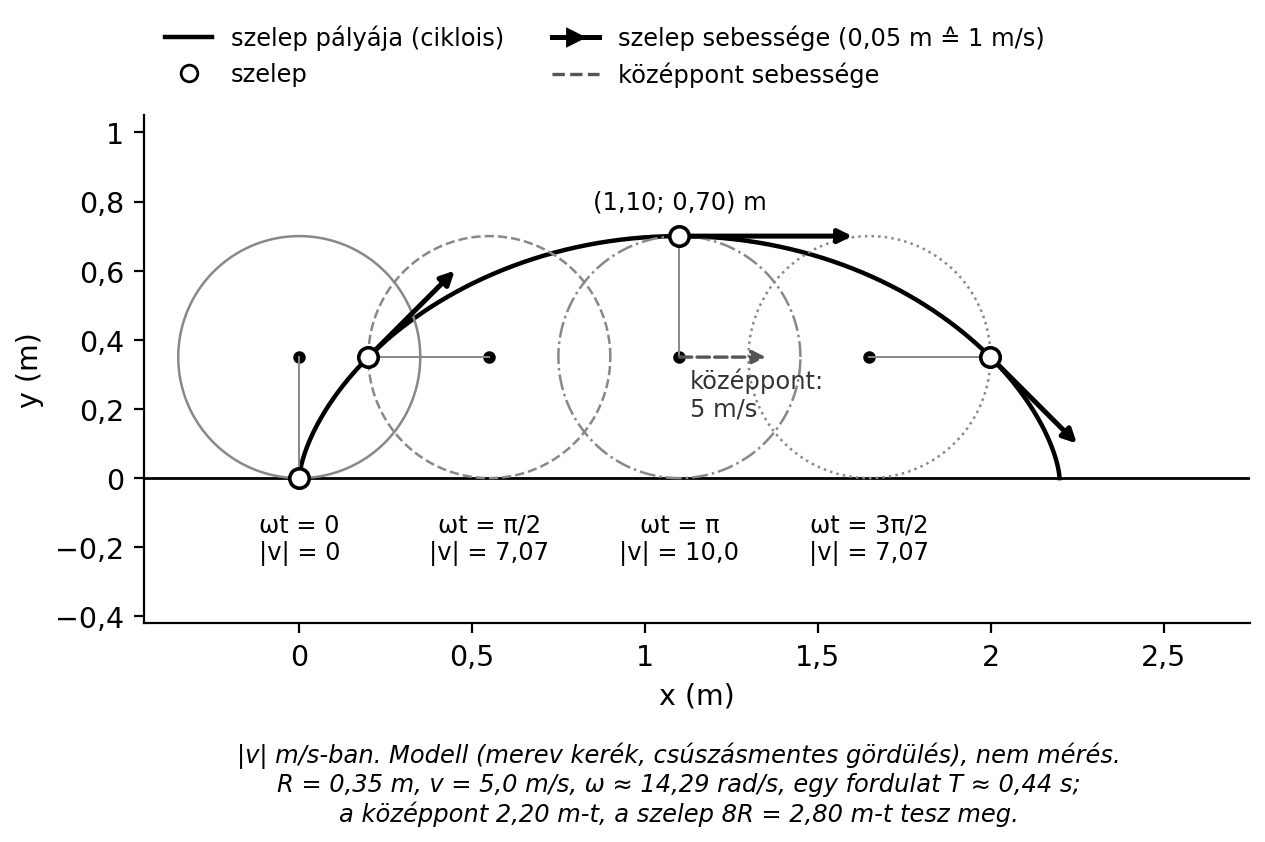 szelep pályája (ciklois)
szelep
szelep sebessége (0,05 m ≙ 1 m/s)
középpont sebessége
y (m)
1
0,8
0,6
0,4
0,2
0
−0,2
−0,4
(1,10; 0,70) m
középpont:
5 m/s
ωt = 0
|v| = 0
ωt = π/2
|v| = 7,07
ωt = π
|v| = 10,0
ωt = 3π/2
|v| = 7,07
0
0,5
1
1,5
2
2,5
x (m)
|v| m/s-ban. Modell (merev kerék, csúszásmentes gördülés), nem mérés.
R = 0,35 m, v = 5,0 m/s, ω ≈ 14,29 rad/s, egy fordulat T ≈ 0,44 s;
a középpont 2,20 m-t, a szelep 8R = 2,80 m-t tesz meg.